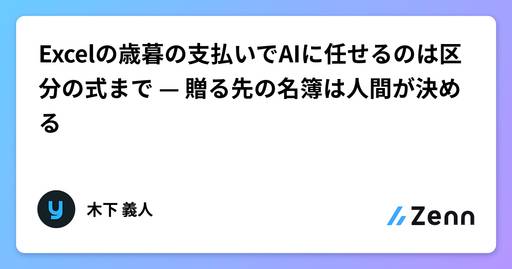 Excelの歳暮の支払いでAIに任せるのは区
分の式まで — 贈る先の名簿は人間が決め
る
y
木下 義人
Zenn